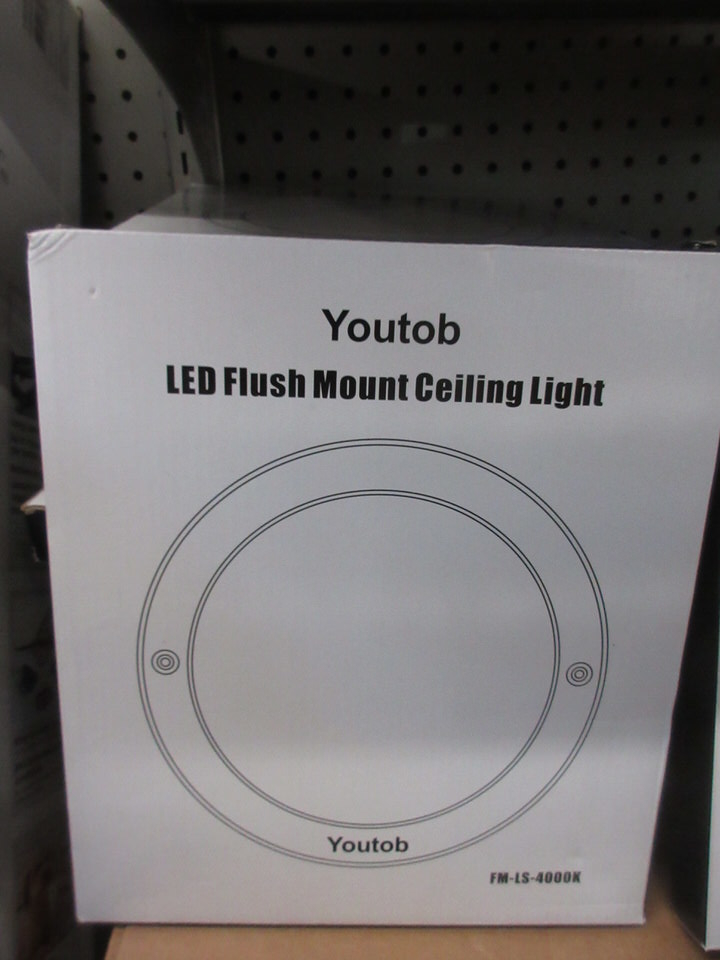 Youtob
LED Flush Mount Ceiling Light
Youtob
FM-LS-4000K